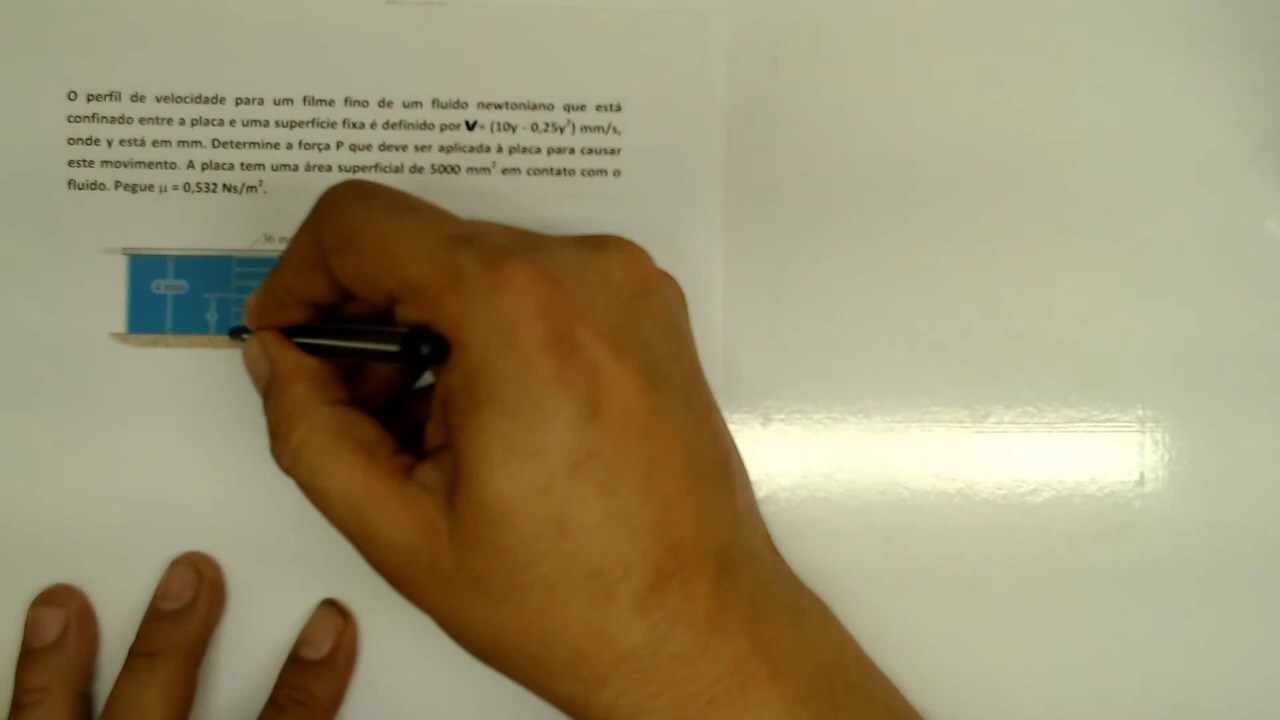 O perfil de velocidade para um filme fino de um fluido newtoniano que está
confinado entre a placa e uma superfície fixa é definido por V= (10y - 0,25y²) mm/s,
onde y está em mm. Determine a força P que deve ser aplicada à placa para causar
este movimento. A placa tem uma área superficial de 5000 mm² em contato com o
fluido. Pegue µ = 0,532 Ns/m².
36
4 mm